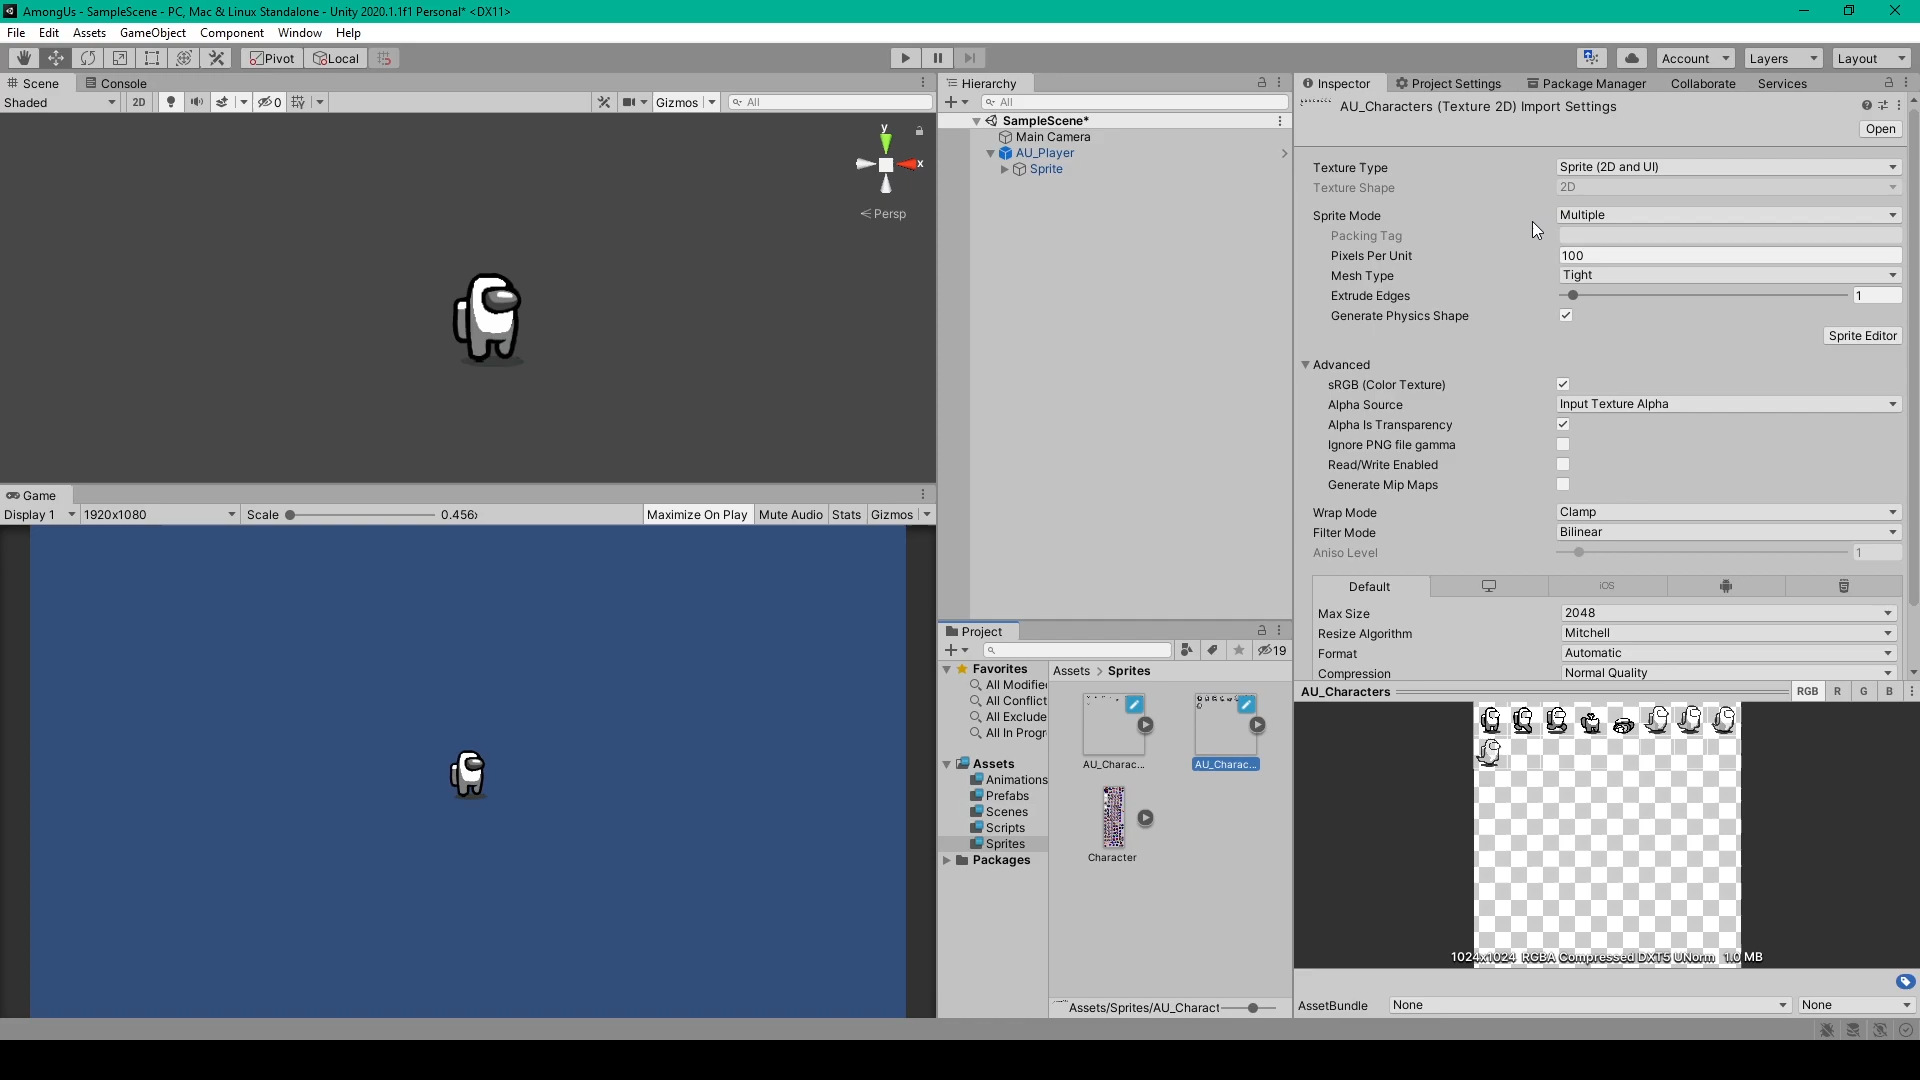 AmongUs - SampleScene - PC, Mac & Linux Standalone - Unity 2020.1.1f1 Personal* <DX11>
File Edit Assets GameObject Component Window Help
Pivot Local Account Layers Layout
Scene Console
Shaded 2D 0 Gizmos All
y
x
Persp
Game
Display 1 1920x1080 Scale 0.456x Maximize On Play Mute Audio Stats Gizmos
Hierarchy
All
SampleScene*
Main Camera
AU_Player
Sprite
Project
19
Favorites
All Modifie
All Conflict
All Exclude
All In Progr
Assets
Animations
Prefabs
Scenes
Scripts
Sprites
Packages
Assets > Sprites
AU_Charac... AU_Charac...
Character
Assets/Sprites/AU_Charact
Inspector Project Settings Package Manager Collaborate Services
AU_Characters (Texture 2D) Import Settings
Open
Texture Type Sprite (2D and UI)
Texture Shape 2D
Sprite Mode Multiple
Packing Tag
Pixels Per Unit 100
Mesh Type Tight
Extrude Edges 1
Generate Physics Shape
Sprite Editor
Advanced
sRGB (Color Texture)
Alpha Source Input Texture Alpha
Alpha Is Transparency
Ignore PNG file gamma
Read/Write Enabled
Generate Mip Maps
Wrap Mode Clamp
Filter Mode Bilinear
Aniso Level 1
Default iOS
Max Size 2048
Resize Algorithm Mitchell
Format Automatic
Compression Normal Quality
AU_Characters RGB R G B
1024x1024 RGBA Compressed DXT5 UNorm 1.0 MB
AssetBundle None None